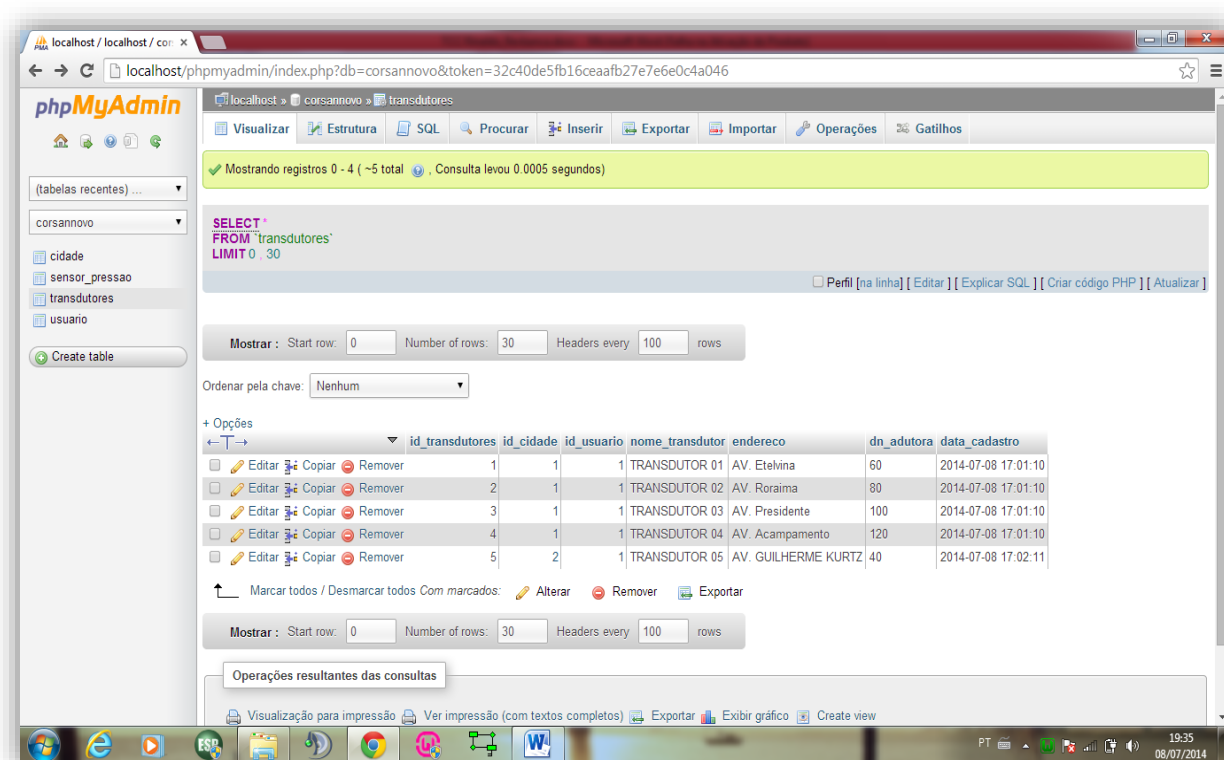 localhost / localhost / cor
localhost/phpmyadmin/index.php?db=corsannovo&token=32f40de5fb16ceaafb27e7e6e0c4a046
phpMyAdmin
(tabelas recentes) ...
corsannovo
cidade
sensor_pressao
transdutores
usuario
Create table
localhost » corsannovo » transdutores
Visualizar Estrutura SQL Procurar Inserir Exportar Importar Operações Gatilhos
Mostrando registros 0 - 4 ( ~5 total , Consulta levou 0.0005 segundos)
SELECT *
FROM `transdutores`
LIMIT 0 , 30
Perfil [na linha] [ Editar ] [ Explicar SQL ] [ Criar código PHP ] [ Atualizar ]
Mostrar : Start row: 0 Number of rows: 30 Headers every 100 rows
Ordenar pela chave: Nenhum
+ Opções
←T→ id_transdutores id_cidade id_usuario nome_transdutor endereco dn_adutora data_cadastro
Editar Copiar Remover 1 1 1 TRANSDUTOR 01 AV. Etelvina 60 2014-07-08 17:01:10
Editar Copiar Remover 2 1 1 TRANSDUTOR 02 AV. Roraima 80 2014-07-08 17:01:10
Editar Copiar Remover 3 1 1 TRANSDUTOR 03 AV. Presidente 100 2014-07-08 17:01:10
Editar Copiar Remover 4 1 1 TRANSDUTOR 04 AV. Acampamento 120 2014-07-08 17:01:10
Editar Copiar Remover 5 2 1 TRANSDUTOR 05 AV. GUILHERME KURTZ 40 2014-07-08 17:02:11
Marcar todos / Desmarcar todos Com marcados: Alterar Remover Exportar
Mostrar : Start row: 0 Number of rows: 30 Headers every 100 rows
Operações resultantes das consultas
Visualização para impressão Ver impressão (com textos completos) Exportar Exibir gráfico Create view
ESP
PT
19:35
08/07/2014